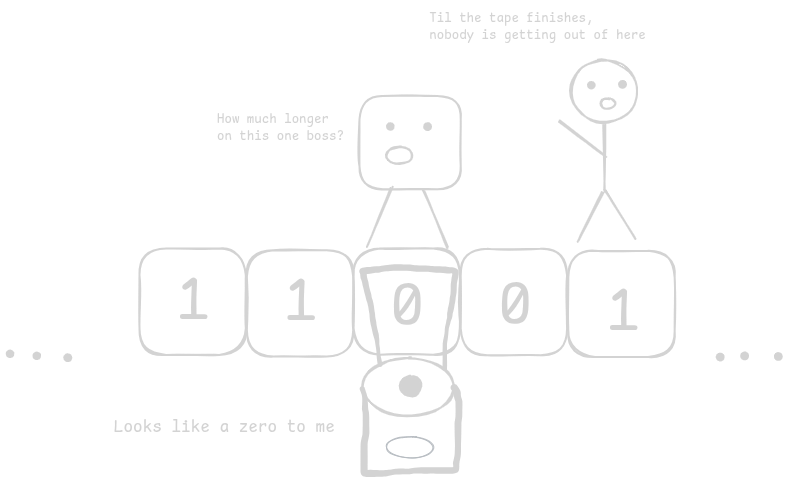 Til the tape finishes,
nobody is getting out of here
How much longer
on this one boss?
1 1 0 0 1
Looks like a zero to me